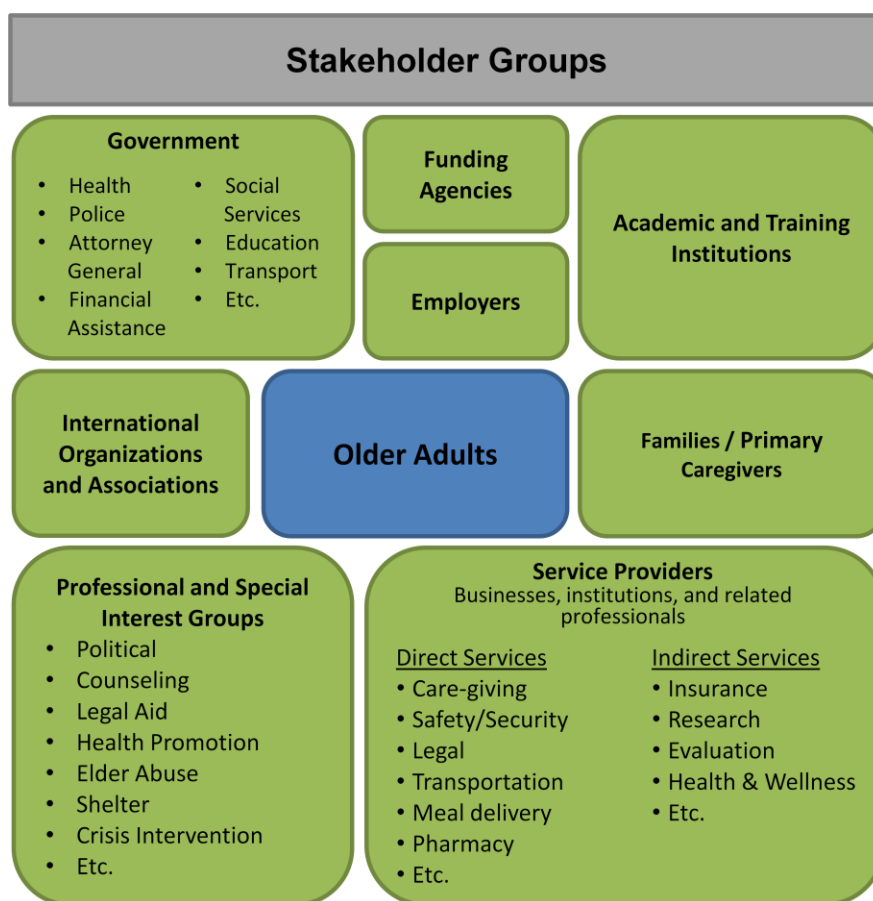 Stakeholder Groups
Government
• Health
• Police
• Attorney
General
• Financial
Assistance
• Social
Services
• Education
• Transport
• Etc.
Funding
Agencies
Employers
Academic and Training
Institutions
International
Organizations
and Associations
Older Adults
Families / Primary
Caregivers
Professional and Special
Interest Groups
• Political
• Counseling
• Legal Aid
• Health Promotion
• Elder Abuse
• Shelter
• Crisis Intervention
• Etc.
Service Providers
Businesses, institutions, and related
professionals
Direct Services
• Care-giving
• Safety/Security
• Legal
• Transportation
• Meal delivery
• Pharmacy
• Etc.
Indirect Services
• Insurance
• Research
• Evaluation
• Health & Wellness
• Etc.